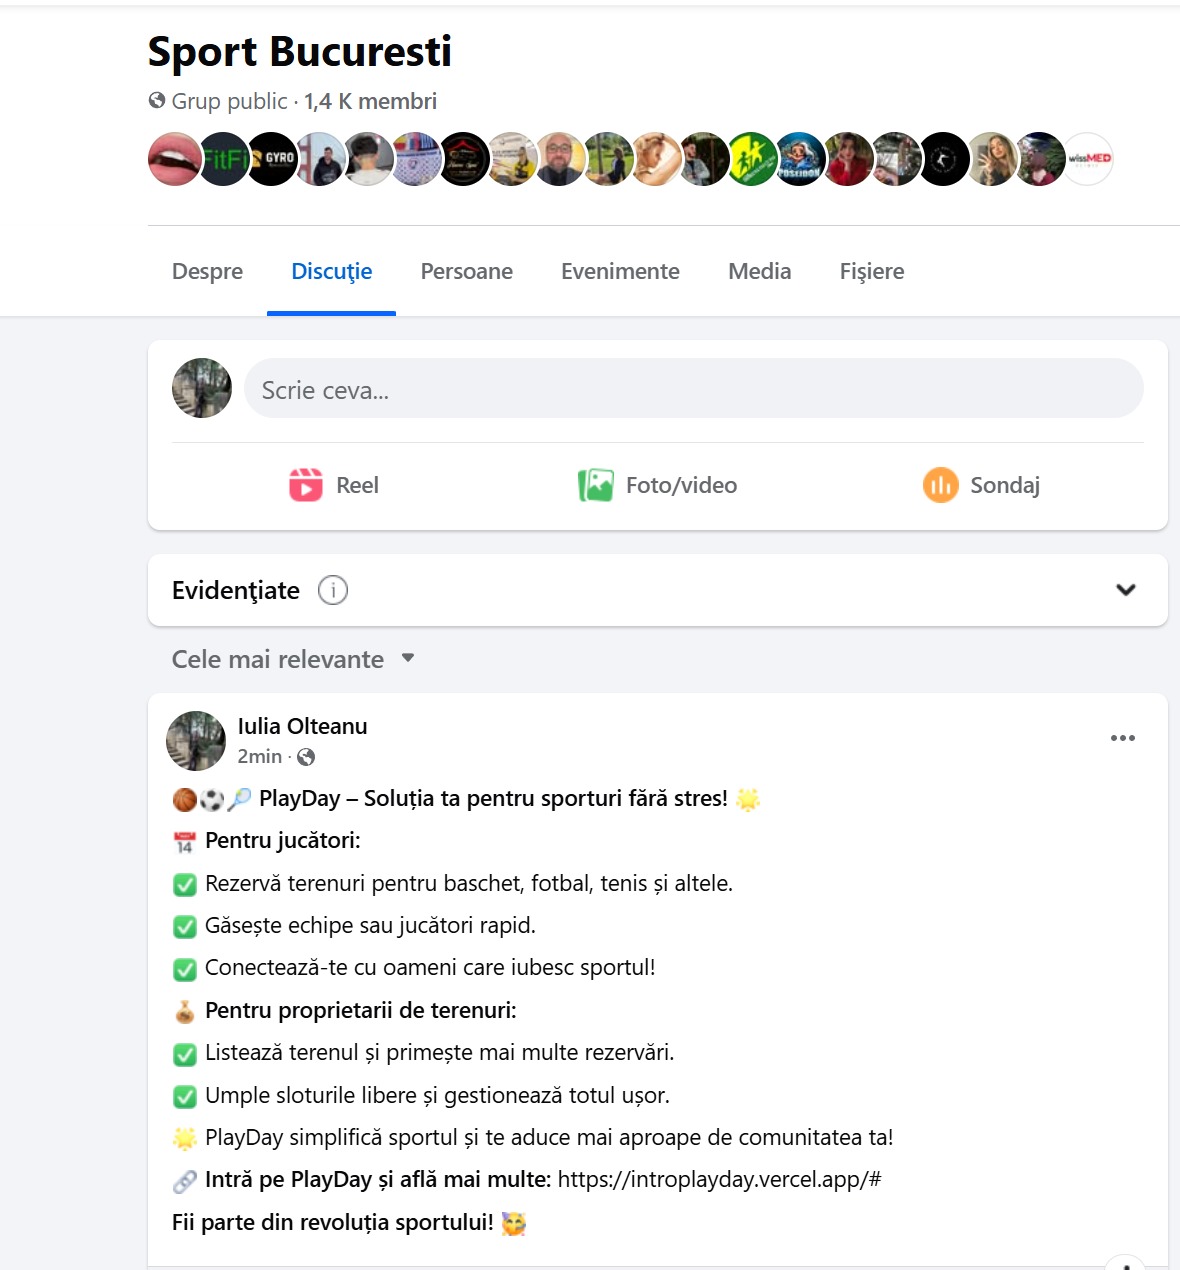 Sport Bucuresti
Grup public · 1,4 K membri
FitFi
GYRO
POSEIDON
wissMED
Despre
Discuţie
Persoane
Evenimente
Media
Fişiere
Scrie ceva...
Reel
Foto/video
Sondaj
Evidenţiate
Cele mai relevante
Iulia Olteanu
2min ·
🏀⚽🎾 PlayDay – Soluția ta pentru sporturi fără stres! 🌟
📅 Pentru jucători:
✅ Rezervă terenuri pentru baschet, fotbal, tenis și altele.
✅ Găsește echipe sau jucători rapid.
✅ Conectează-te cu oameni care iubesc sportul!
💰 Pentru proprietarii de terenuri:
✅ Listează terenul și primește mai multe rezervări.
✅ Umple sloturile libere și gestionează totul ușor.
🌟 PlayDay simplifică sportul și te aduce mai aproape de comunitatea ta!
🔗 Intră pe PlayDay și află mai multe: https://introplayday.vercel.app/#
Fii parte din revoluția sportului! 🥳